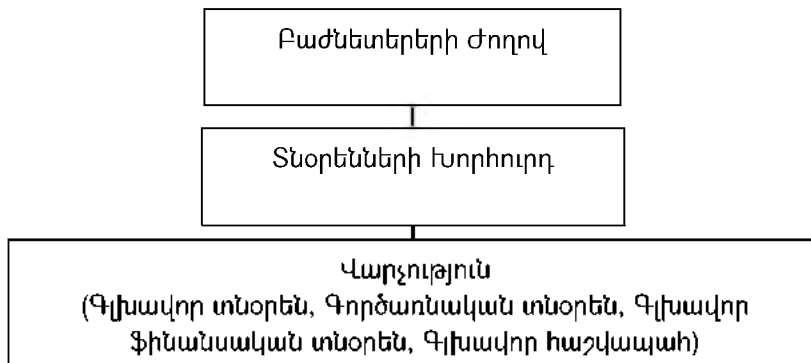 Բաժնետերերի Ժողով
Տնօրենների Խորհուրդ
Վարչություն
(Գլխավոր տնօրեն, Գործառնական տնօրեն, Գլխավոր
ֆինանսական տնօրեն, Գլխավոր հաշվապահ)